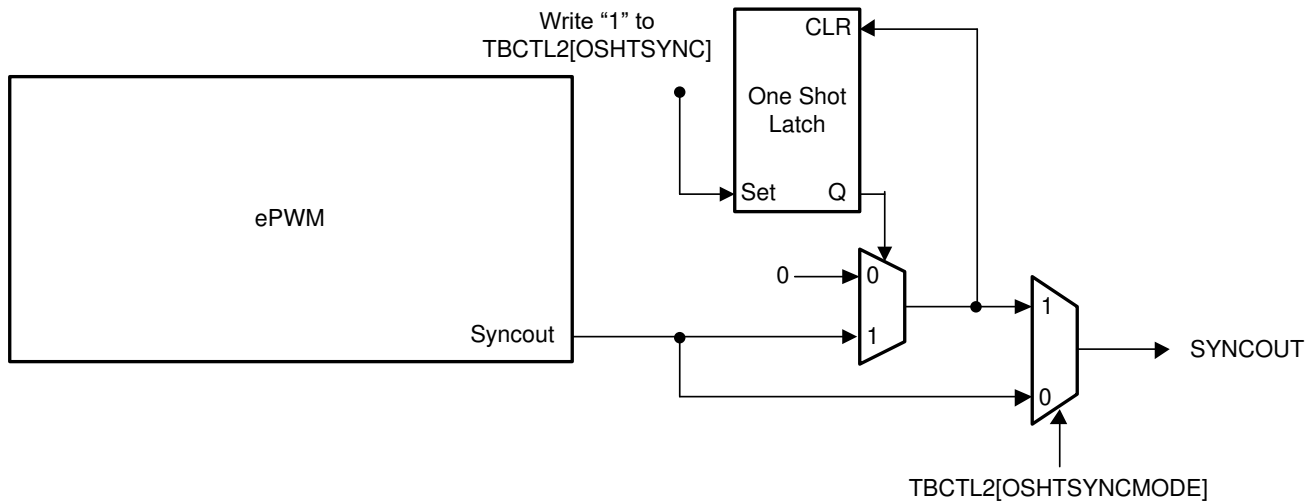 Write “1” to
TBCTL2[OSHTSYNC]
CLR
One Shot
Latch
Set
Q
ePWM
0
0
Syncout
1
1
SYNCOUT
0
TBCTL2[OSHTSYNCMODE]